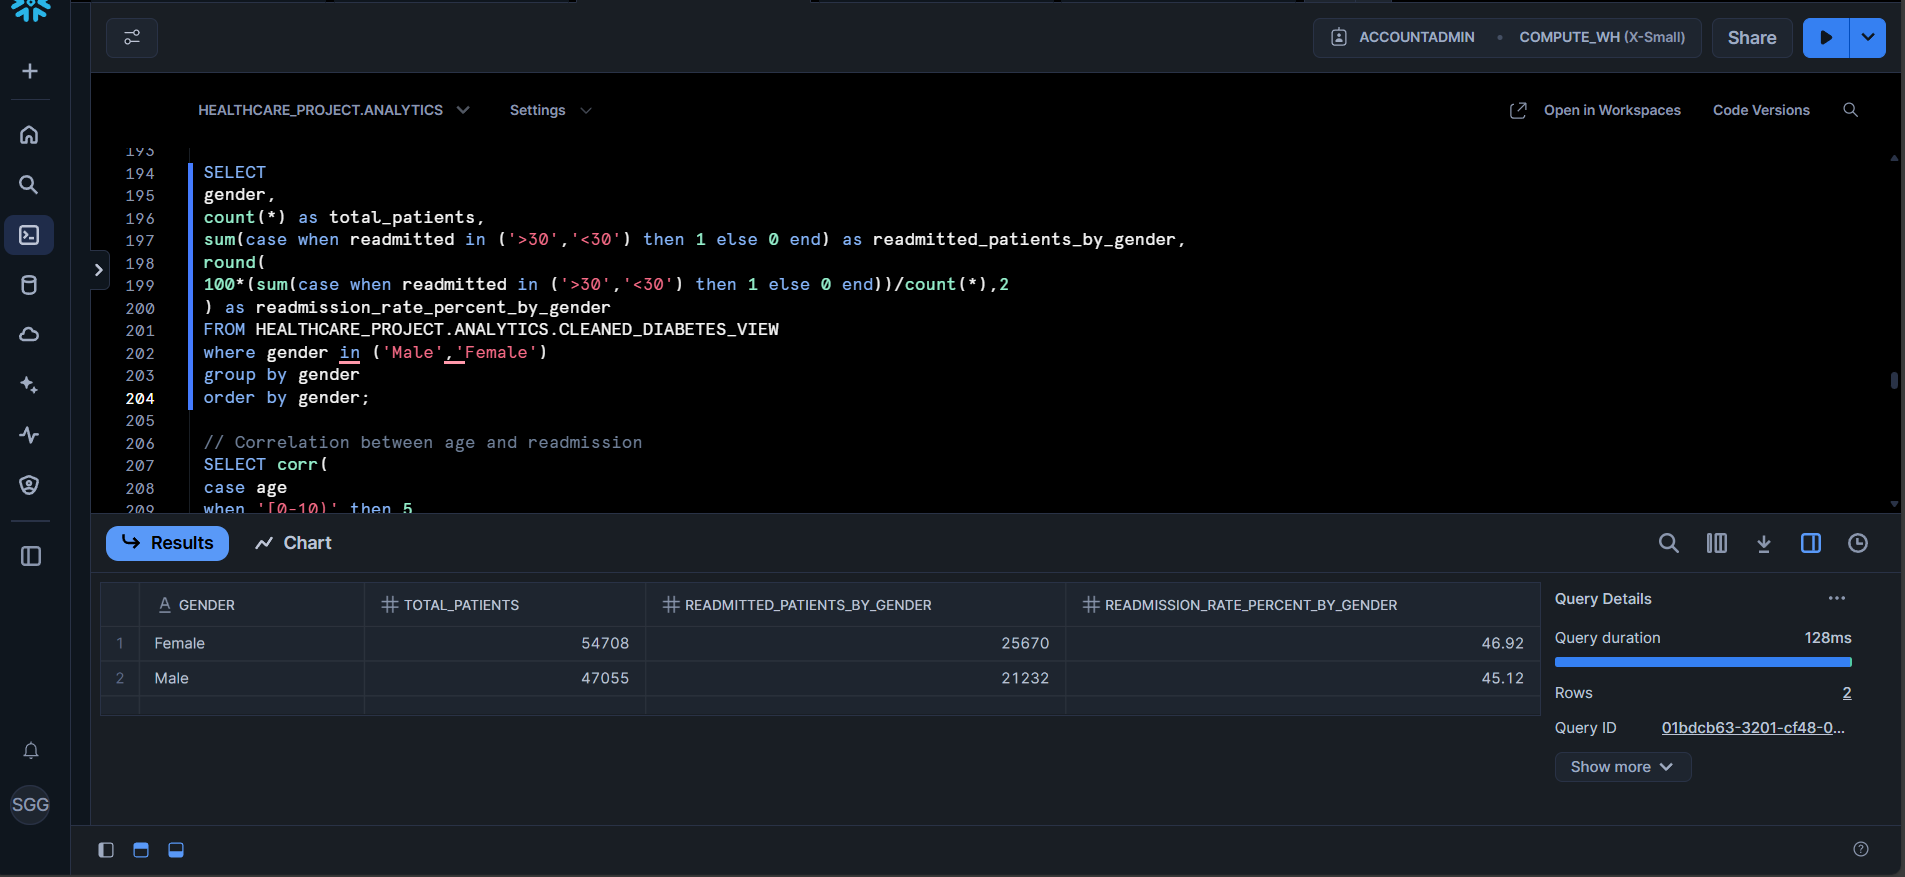 ACCOUNTADMIN • COMPUTE_WH (X-Small)
Share
HEALTHCARE_PROJECT.ANALYTICS
Settings
Open in Workspaces
Code Versions
193
194 SELECT
195 gender,
196 count(*) as total_patients,
197 sum(case when readmitted in ('>30','<30') then 1 else 0 end) as readmitted_patients_by_gender,
198 round(
199 100*(sum(case when readmitted in ('>30','<30') then 1 else 0 end))/count(*),2
200 ) as readmission_rate_percent_by_gender
201 FROM HEALTHCARE_PROJECT.ANALYTICS.CLEANED_DIABETES_VIEW
202 where gender in ('Male','Female')
203 group by gender
204 order by gender;
205
206 // Correlation between age and readmission
207 SELECT corr(
208 case age
209 when '[0-10)' then 5
Results
Chart
GENDER TOTAL_PATIENTS READMITTED_PATIENTS_BY_GENDER READMISSION_RATE_PERCENT_BY_GENDER
1 Female 54708 25670 46.92
2 Male 47055 21232 45.12
Query Details
...
Query duration 128ms
Rows 2
Query ID 01bdcb63-3201-cf48-0...
Show more
SGG